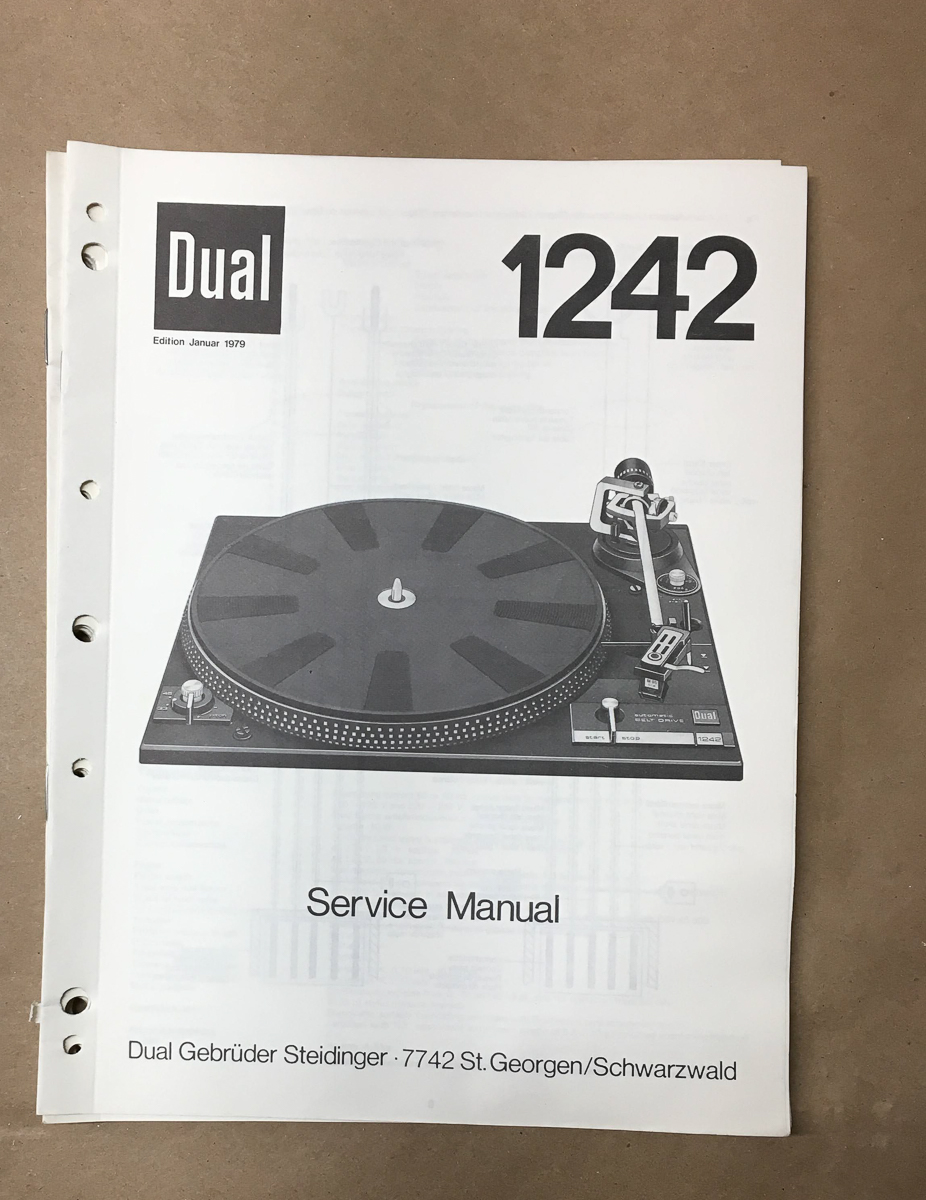 Dual
1242
Edition Januar 1979
automatic
BELT DRIVE
Dual
start stop
1242
Service Manual
Dual Gebrüder Steidinger · 7742 St. Georgen/Schwarzwald